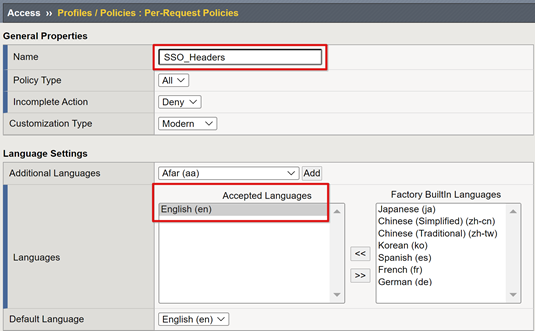 Access ›› Profiles / Policies : Per-Request Policies
General Properties
Name SSO_Headers
Policy Type All
Incomplete Action Deny
Customization Type Modern
Language Settings
Additional Languages Afar (aa) Add
Languages
Accepted Languages
English (en)
<<
>>
Factory BuiltIn Languages
Japanese (ja)
Chinese (Simplified) (zh-cn)
Chinese (Traditional) (zh-tw)
Korean (ko)
Spanish (es)
French (fr)
German (de)
Default Language English (en)